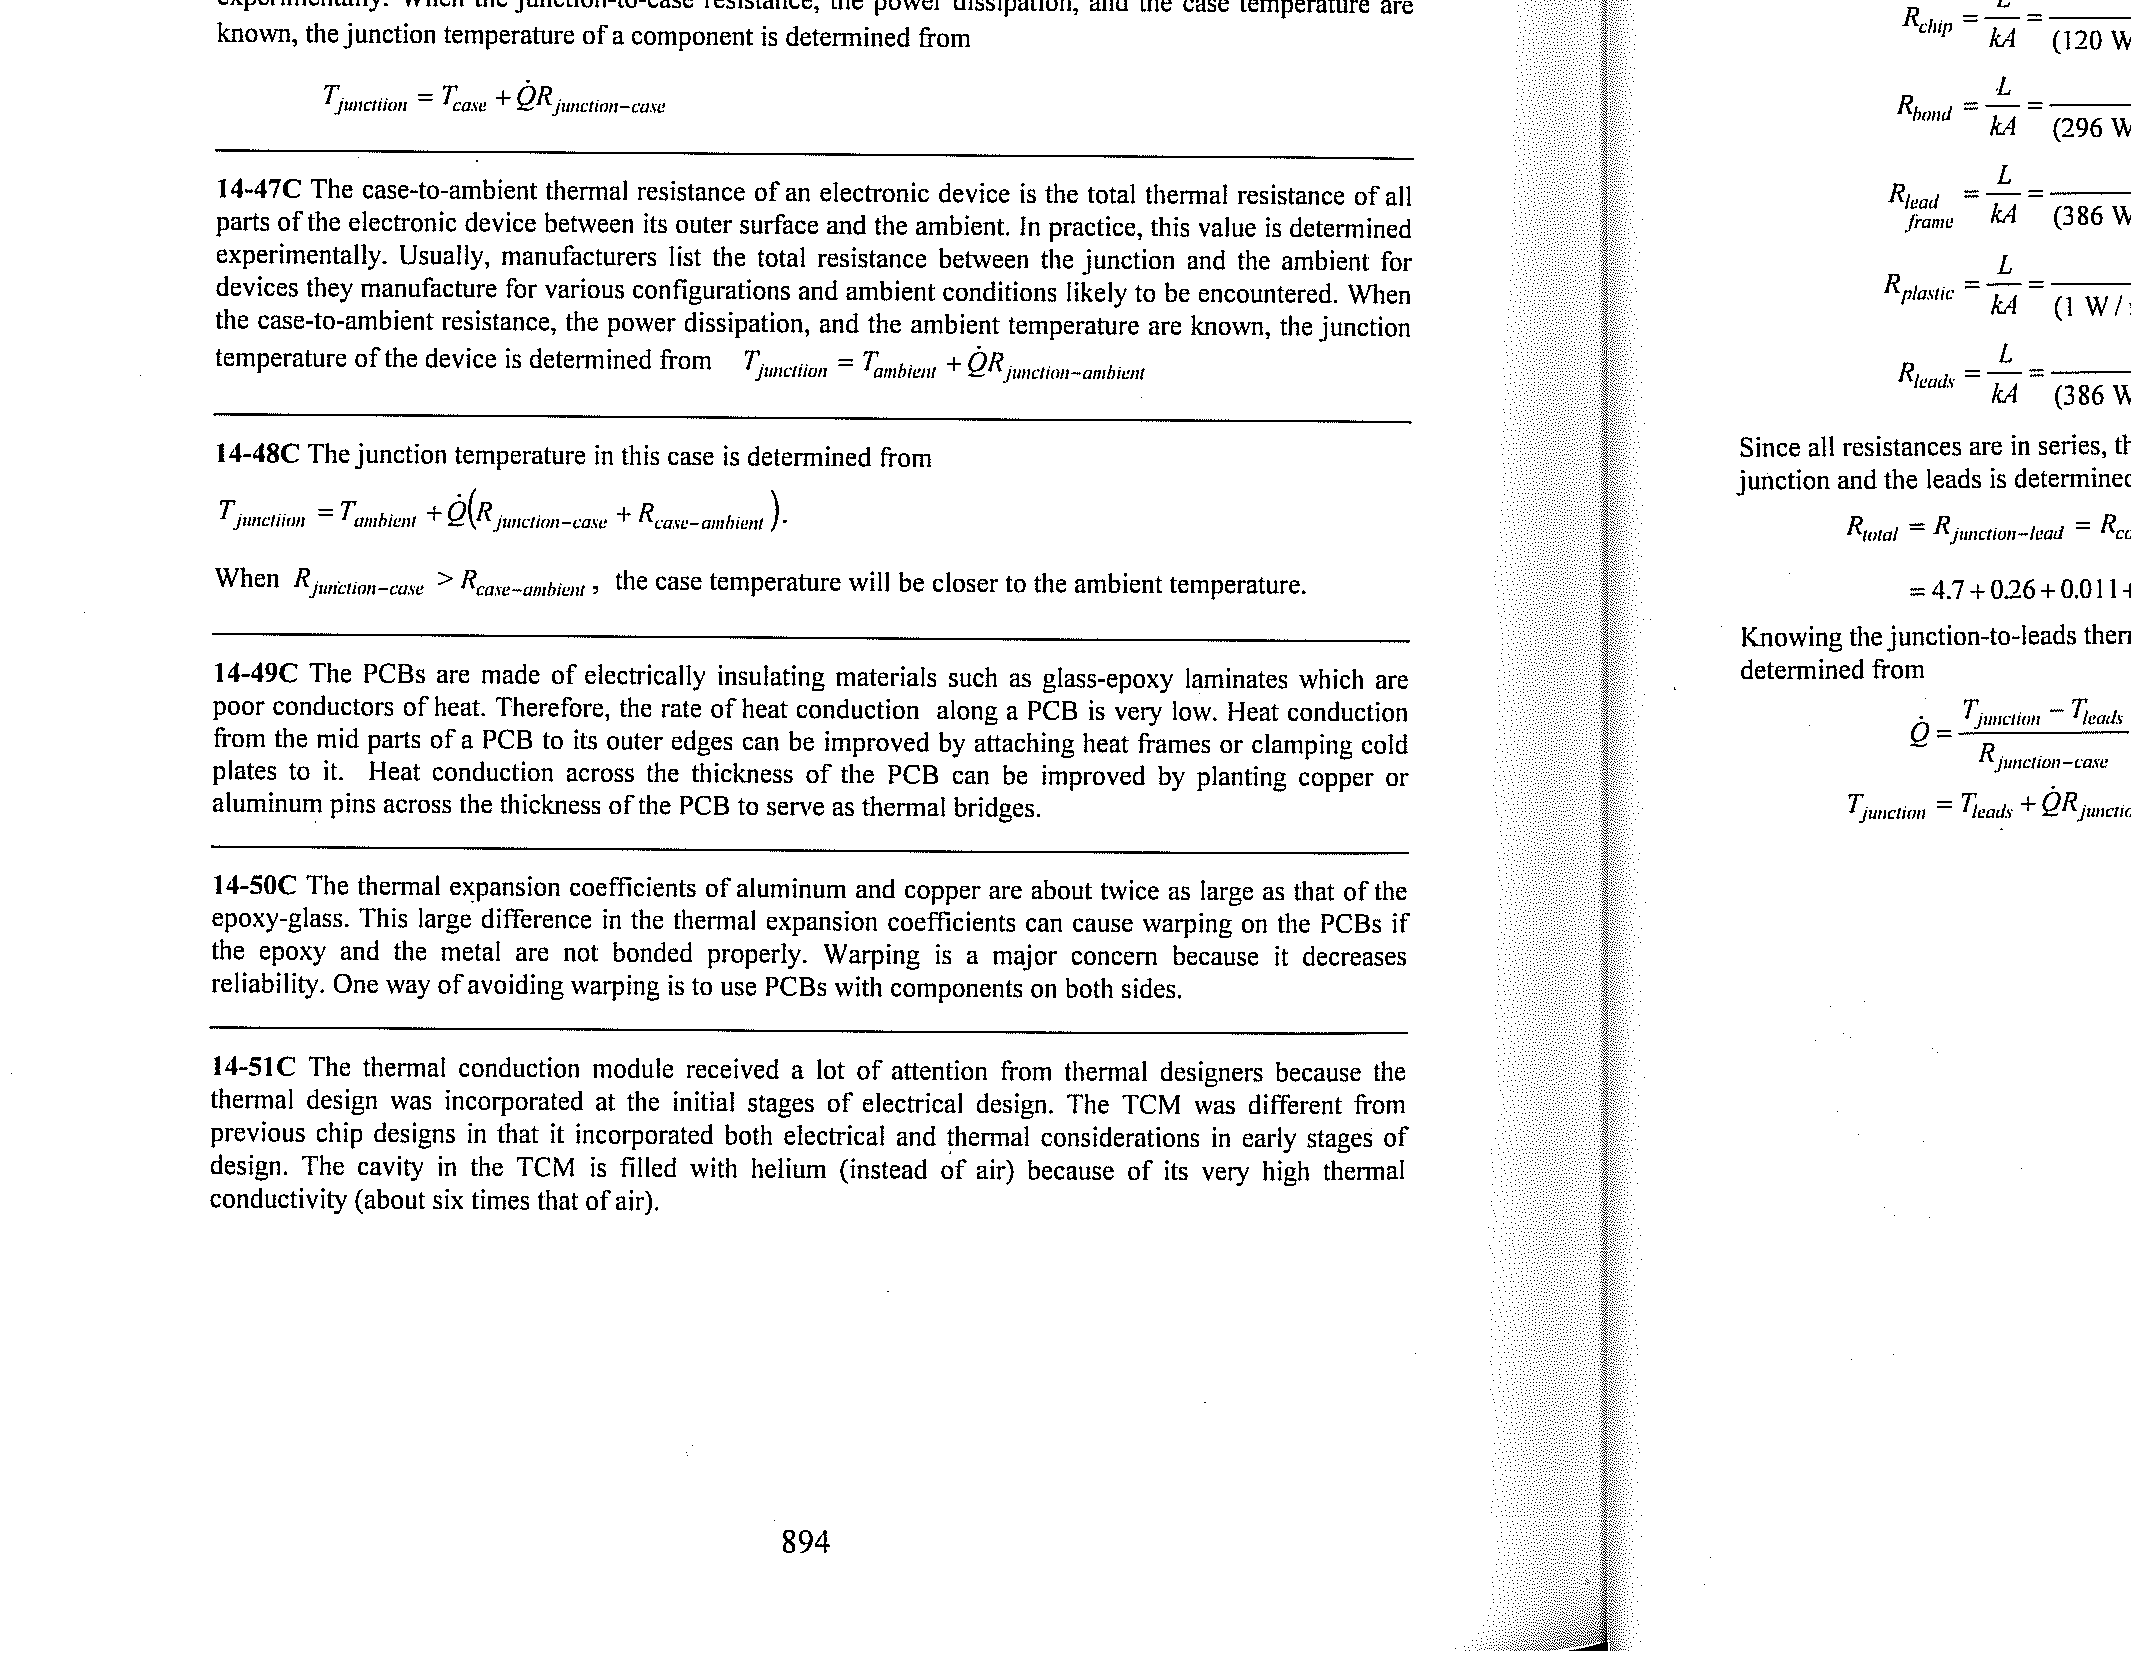 experimentally. When the junction-to-case resistance, the power dissipation, and the case temperature are
known, the junction temperature of a component is determined from
T_junctiion = T_case + Q̇R_junction−case
14-47C The case-to-ambient thermal resistance of an electronic device is the total thermal resistance of all
parts of the electronic device between its outer surface and the ambient. In practice, this value is determined
experimentally. Usually, manufacturers list the total resistance between the junction and the ambient for
devices they manufacture for various configurations and ambient conditions likely to be encountered. When
the case-to-ambient resistance, the power dissipation, and the ambient temperature are known, the junction
temperature of the device is determined from T_junctiion = T_ambient + Q̇R_junction−ambient
14-48C The junction temperature in this case is determined from
T_junctiion = T_ambient + Q̇(R_junction−case + R_case−ambient).
When R_junction−case > R_case−ambient, the case temperature will be closer to the ambient temperature.
14-49C The PCBs are made of electrically insulating materials such as glass-epoxy laminates which are
poor conductors of heat. Therefore, the rate of heat conduction along a PCB is very low. Heat conduction
from the mid parts of a PCB to its outer edges can be improved by attaching heat frames or clamping cold
plates to it. Heat conduction across the thickness of the PCB can be improved by planting copper or
aluminum pins across the thickness of the PCB to serve as thermal bridges.
14-50C The thermal expansion coefficients of aluminum and copper are about twice as large as that of the
epoxy-glass. This large difference in the thermal expansion coefficients can cause warping on the PCBs if
the epoxy and the metal are not bonded properly. Warping is a major concern because it decreases
reliability. One way of avoiding warping is to use PCBs with components on both sides.
14-51C The thermal conduction module received a lot of attention from thermal designers because the
thermal design was incorporated at the initial stages of electrical design. The TCM was different from
previous chip designs in that it incorporated both electrical and thermal considerations in early stages of
design. The cavity in the TCM is filled with helium (instead of air) because of its very high thermal
conductivity (about six times that of air).
894
R_chip = L/kA = (120 W
R_bond = L/kA = (296 W
R_lead frame = L/kA = (386 W
R_plastic = L/kA = (1 W /
R_leads = L/kA = (386 W
Since all resistances are in series, th
junction and the leads is determined
R_total = R_junction−lead = R
= 4.7 + 0.26 + 0.011 +
Knowing the junction-to-leads ther
determined from
Q̇ = (T_junction − T_leads)/R_junction−case
T_junction = T_leads + Q̇R_junctio